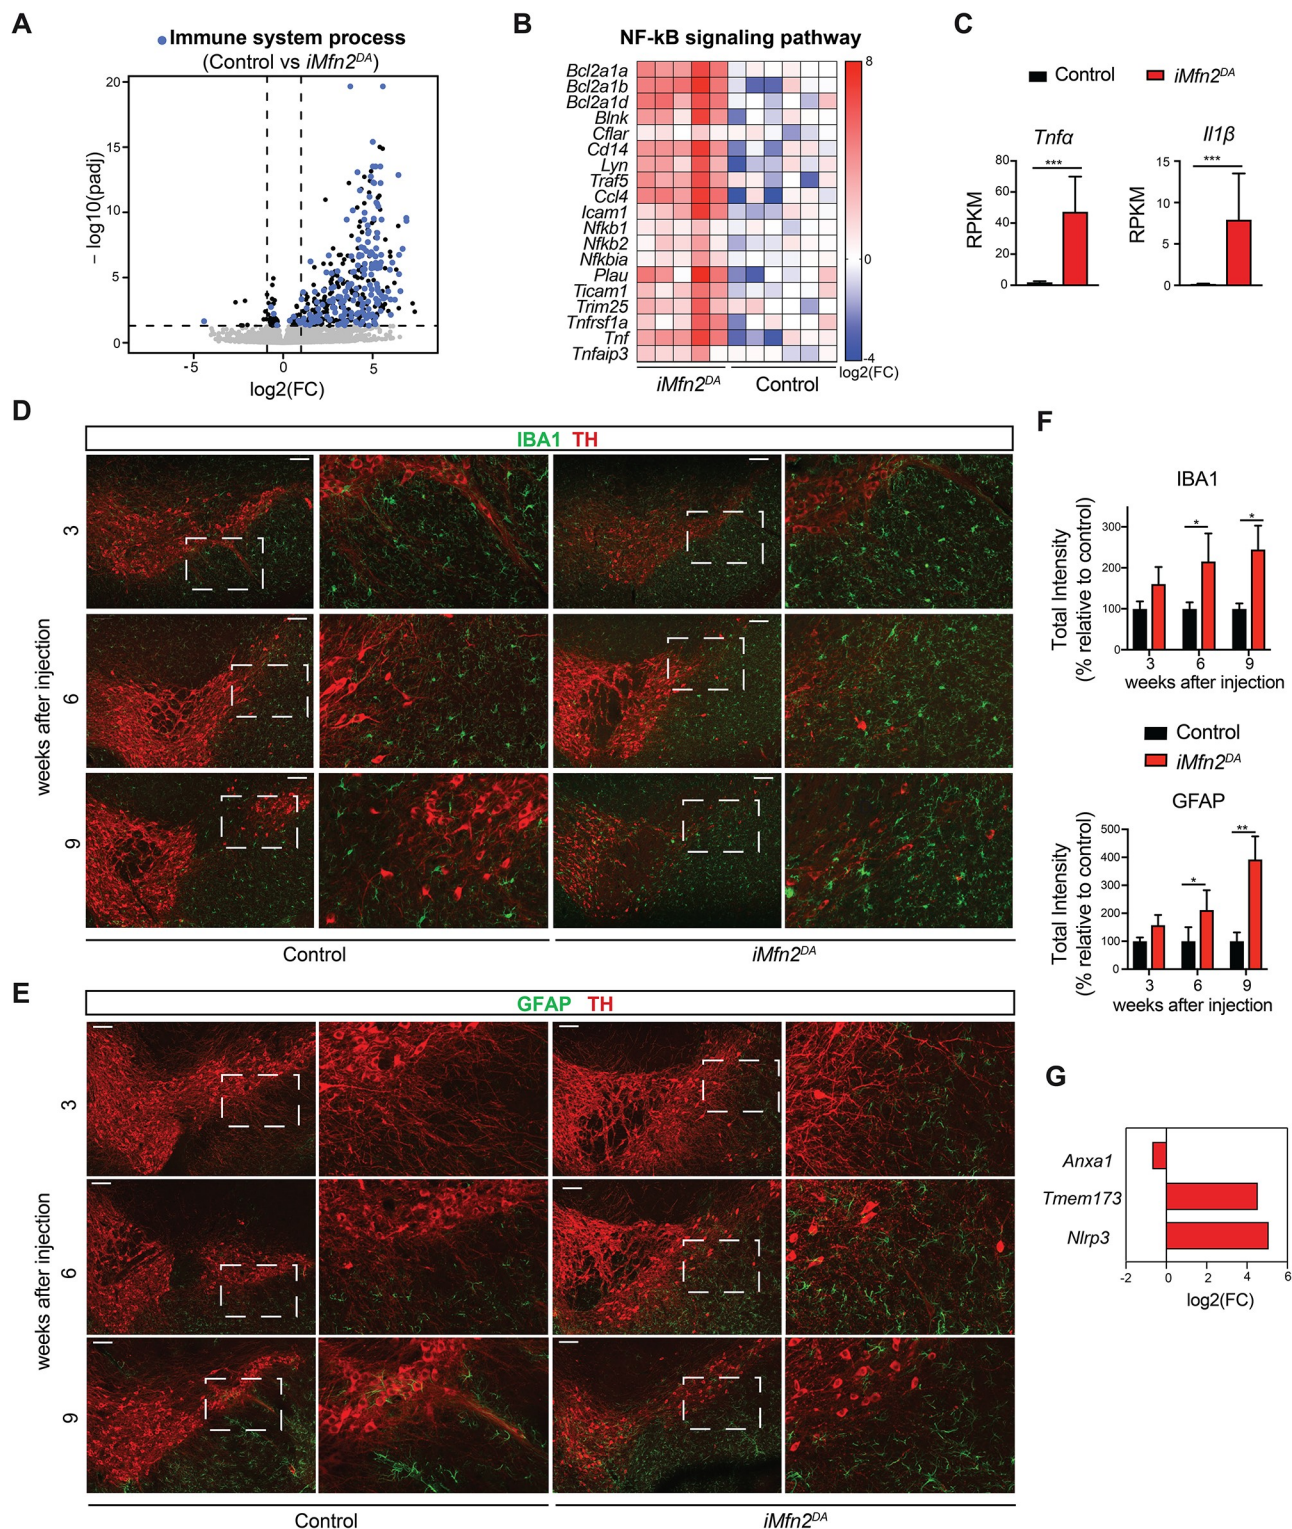 A
Immune system process
(Control vs iMfn2DA)
– log10(padj)
20
15
10
5
0
-5
0
5
log2(FC)
B
NF-kB signaling pathway
Bcl2a1a
Bcl2a1b
Bcl2a1d
Blnk
Cflar
Cd14
Lyn
Traf5
Ccl4
Icam1
Nfkb1
Nfkb2
Nfkbia
Plau
Ticam1
Trim25
Tnfrsf1a
Tnf
Tnfaip3
8
0
-4
log2(FC)
iMfn2DA
Control
C
Control
iMfn2DA
Tnfα
***
RPKM
80
60
40
20
0
Il1β
***
RPKM
15
10
5
0
D
IBA1 TH
weeks after injection
3
6
9
Control
iMfn2DA
E
GFAP TH
weeks after injection
3
6
9
Control
iMfn2DA
F
IBA1
Total Intensity
(% relative to control)
300
200
100
0
*
*
3
6
9
weeks after injection
Control
iMfn2DA
GFAP
Total Intensity
(% relative to control)
500
400
300
200
100
0
*
**
3
6
9
weeks after injection
G
Anxa1
Tmem173
Nlrp3
-2
0
2
4
6
log2(FC)